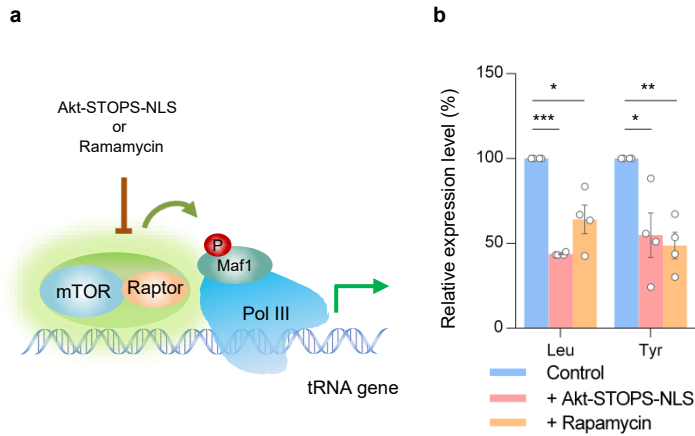 a
Akt-STOPS-NLS
or
Ramamycin
mTOR
Raptor
P
Maf1
Pol III
tRNA gene
b
Relative expression level (%)
150
100
50
0
*
***
**
*
Leu
Tyr
Control
+ Akt-STOPS-NLS
+ Rapamycin